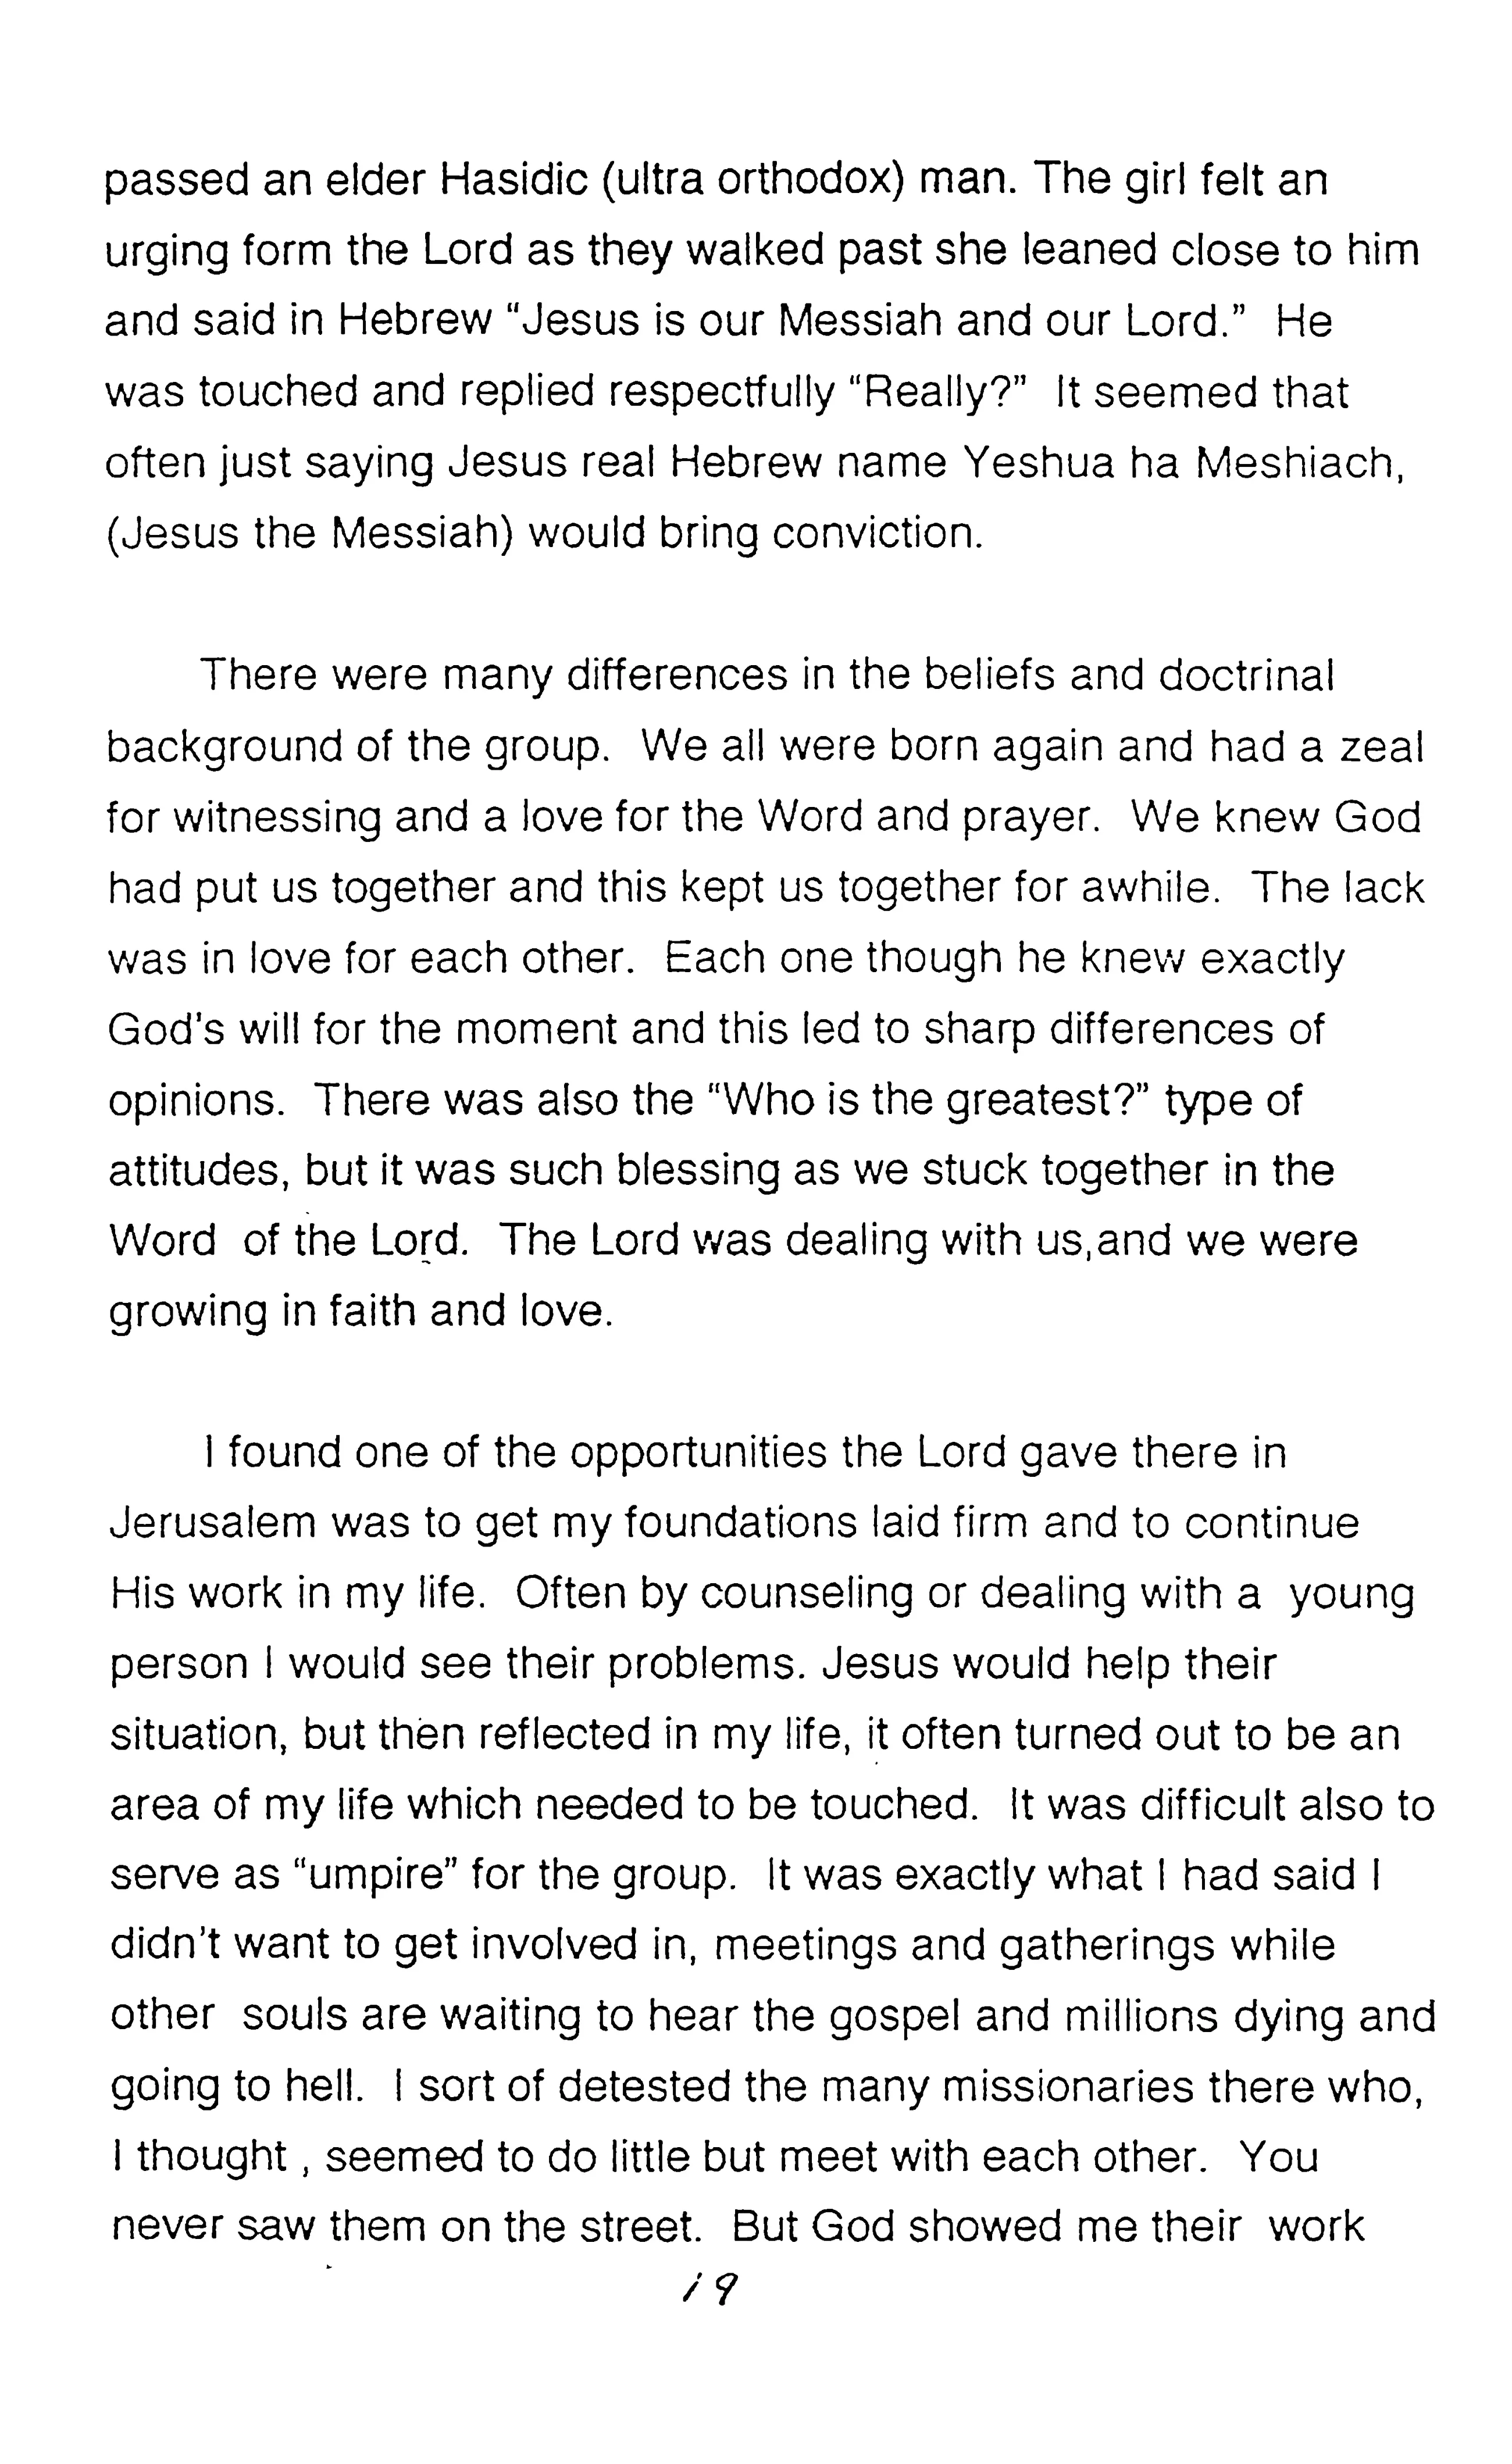 passed an elder Hasidic (ultra orthodox) man. The girl felt an
urging form the Lord as they walked past she leaned close to him
and said in Hebrew “Jesus is our Messiah and our Lord.” He
was touched and replied respectfully “Really?” It seemed that
often just saying Jesus real Hebrew name Yeshua ha Meshiach,
(Jesus the Messiah) would bring conviction.
There were many differences in the beliefs and doctrinal
background of the group. We all were born again and had a zeal
for witnessing and a love for the Word and prayer. We knew God
had put us together and this kept us together for awhile. The lack
was in love for each other. Each one though he knew exactly
God's will for the moment and this led to sharp differences of
opinions. There was also the “Who is the greatest?” type of
attitudes, but it was such blessing as we stuck together in the
Word of the Lord. The Lord was dealing with us,and we were
growing in faith and love.
I found one of the opportunities the Lord gave there in
Jerusalem was to get my foundations laid firm and to continue
His work in my life. Often by counseling or dealing with a young
person I would see their problems. Jesus would help their
situation, but then reflected in my life, it often turned out to be an
area of my life which needed to be touched. It was difficult also to
serve as “umpire” for the group. It was exactly what I had said I
didn't want to get involved in, meetings and gatherings while
other souls are waiting to hear the gospel and millions dying and
going to hell. I sort of detested the many missionaries there who,
I thought , seemed to do little but meet with each other. You
never saw them on the street. But God showed me their work
19